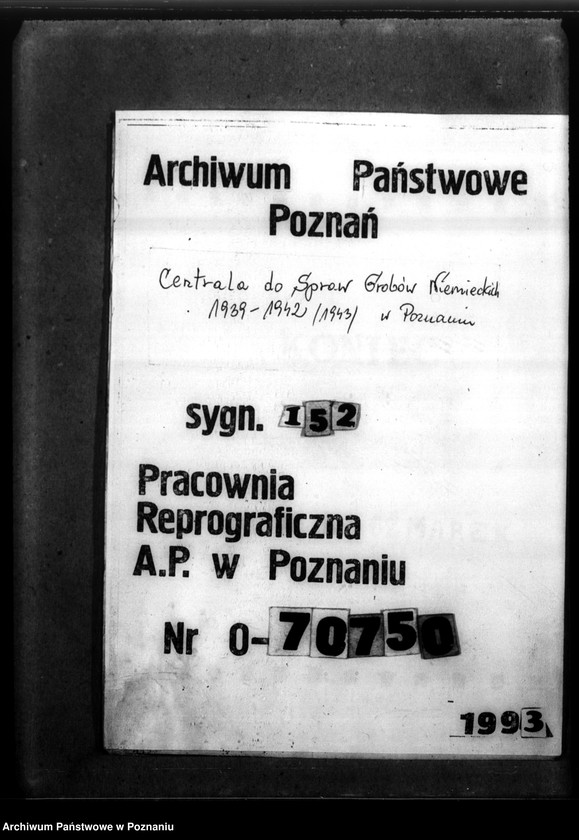 Archiwum Państwowe
Poznań
Centrala do Spraw Grobów Niemieckich
1939-1942 /1943/ w Poznaniu
sygn. 152
Pracownia
Reprograficzna
A.P. w Poznaniu
Nr 0-70750
1993
Archiwum Państwowe w Poznaniu